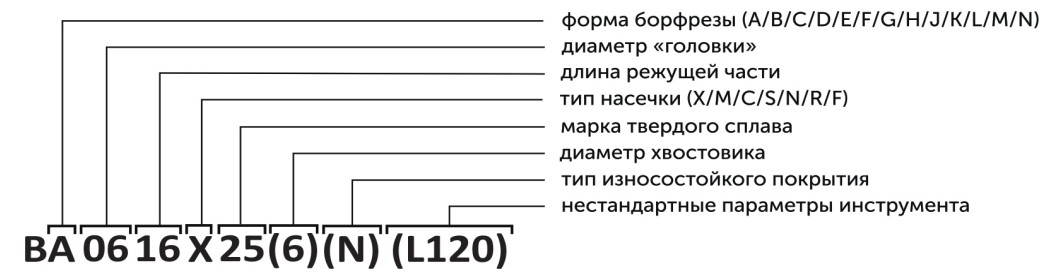 форма борфрезы (A/B/C/D/E/F/G/H/J/K/L/M/N)
диаметр «головки»
длина режущей части
тип насечки (X/M/C/S/N/R/F)
марка твердого сплава
диаметр хвостовика
тип износостойкого покрытия
нестандартные параметры инструмента
BA 06 16 X 25 (6) (N) (L120)